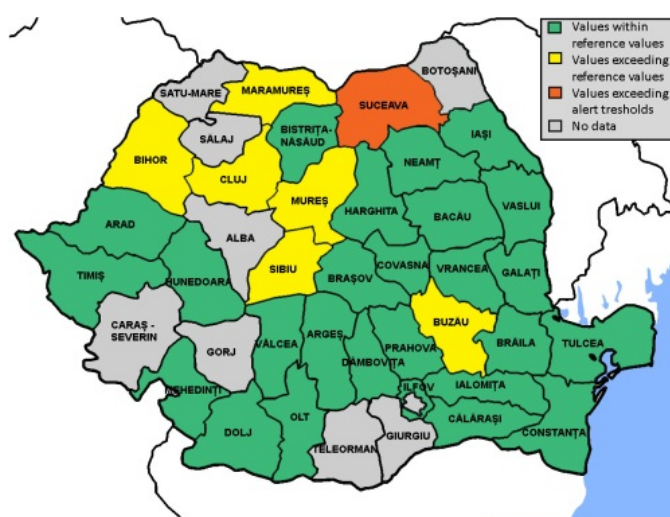 Values within
reference values
Values exceeding
reference values
Values exceeding
alert tresholds
No data
BOTOȘANI
SATU-MARE
MARAMUREȘ
SUCEAVA
SĂLAJ
BISTRIȚA-
NĂSĂUD
IAȘI
BIHOR
CLUJ
NEAMȚ
MUREȘ
HARGHITA
BACĂU
VASLUI
ARAD
ALBA
TIMIȘ
HUNEDOARA
SIBIU
BRAȘOV
COVASNA
VRANCEA
GALAȚI
CARAȘ -
SEVERIN
GORJ
VÂLCEA
ARGEȘ
DÂMBOVIȚA
PRAHOVA
BUZĂU
BRĂILA
TULCEA
MEHEDINȚI
ILFOV
IALOMIȚA
DOLJ
OLT
TELEORMAN
GIURGIU
CĂLĂRAȘI
CONSTANȚA